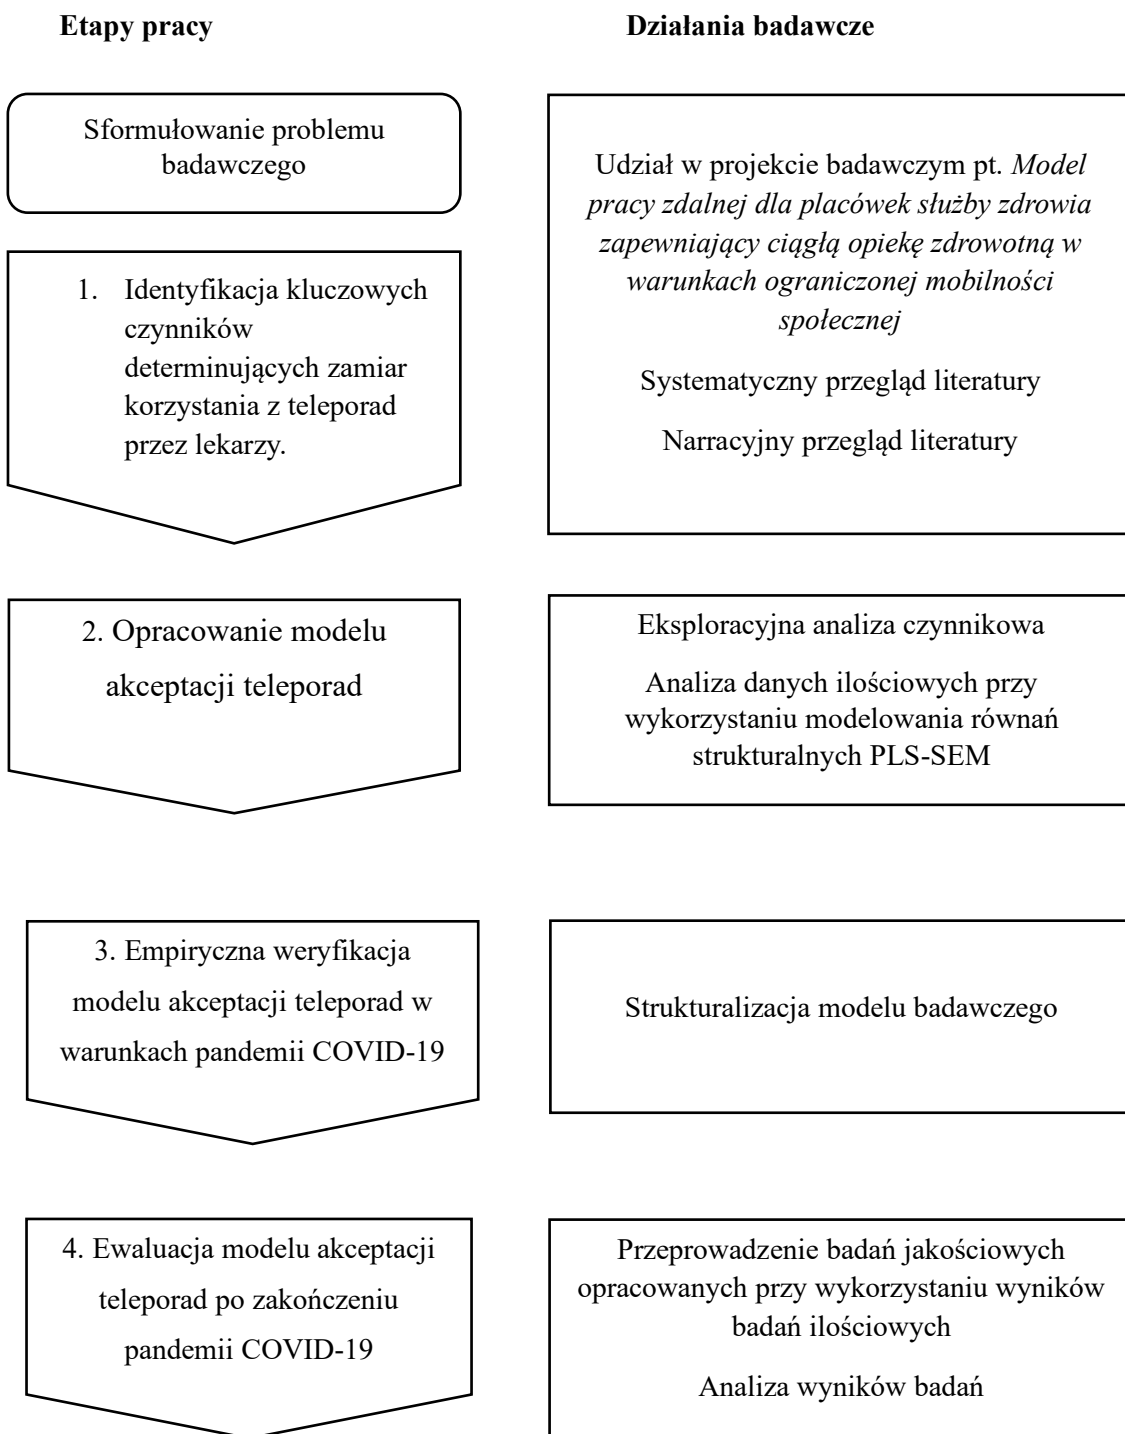 Etapy pracy
Działania badawcze
Sformułowanie problemu
badawczego
Udział w projekcie badawczym pt. Model
pracy zdalnej dla placówek służby zdrowia
zapewniający ciągłą opiekę zdrowotną w
warunkach ograniczonej mobilności
społecznej
Systematyczny przegląd literatury
Narracyjny przegląd literatury
1. Identyfikacja kluczowych
czynników
determinujących zamiar
korzystania z teleporad
przez lekarzy.
2. Opracowanie modelu
akceptacji teleporad
Eksploracyjna analiza czynnikowa
Analiza danych ilościowych przy
wykorzystaniu modelowania równań
strukturalnych PLS-SEM
3. Empiryczna weryfikacja
modelu akceptacji teleporad w
warunkach pandemii COVID-19
Strukturalizacja modelu badawczego
4. Ewaluacja modelu akceptacji
teleporad po zakończeniu
pandemii COVID-19
Przeprowadzenie badań jakościowych
opracowanych przy wykorzystaniu wyników
badań ilościowych
Analiza wyników badań